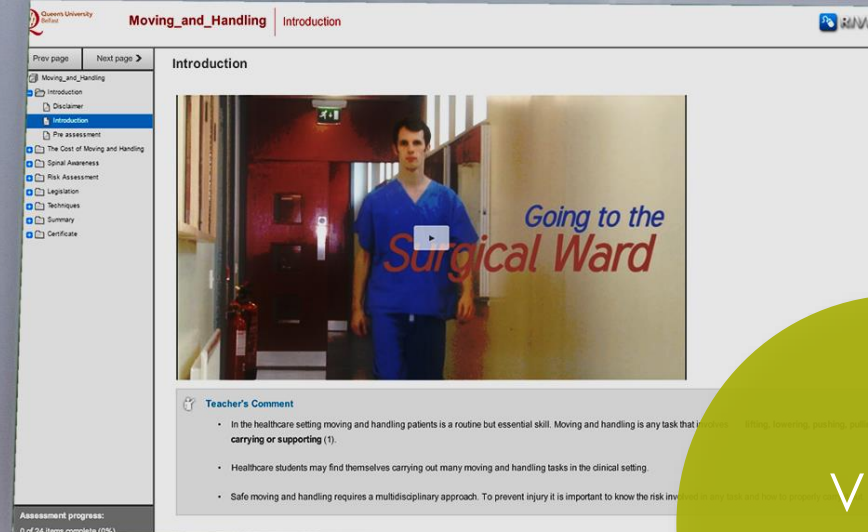 Queen's University
Belfast
Moving_and_Handling
Introduction
Prev page
Next page
Moving_and_Handling
Introduction
Disclaimer
Introduction
Pre assessment
The Cost of Moving and Handling
Spinal Awareness
Risk Assessment
Legislation
Techniques
Summary
Certificate
Assessment progress:
0 of 24 items complete (0%)
Introduction
Going to the
Surgical Ward
Teacher's Comment
• In the healthcare setting moving and handling patients is a routine but essential skill. Moving and handling is any task that involves lifting, lowering, pushing,
carrying or supporting (1).
• Healthcare students may find themselves carrying out many moving and handling tasks in the clinical setting.
• Safe moving and handling requires a multidisciplinary approach. To prevent injury it is important to know the risk
V